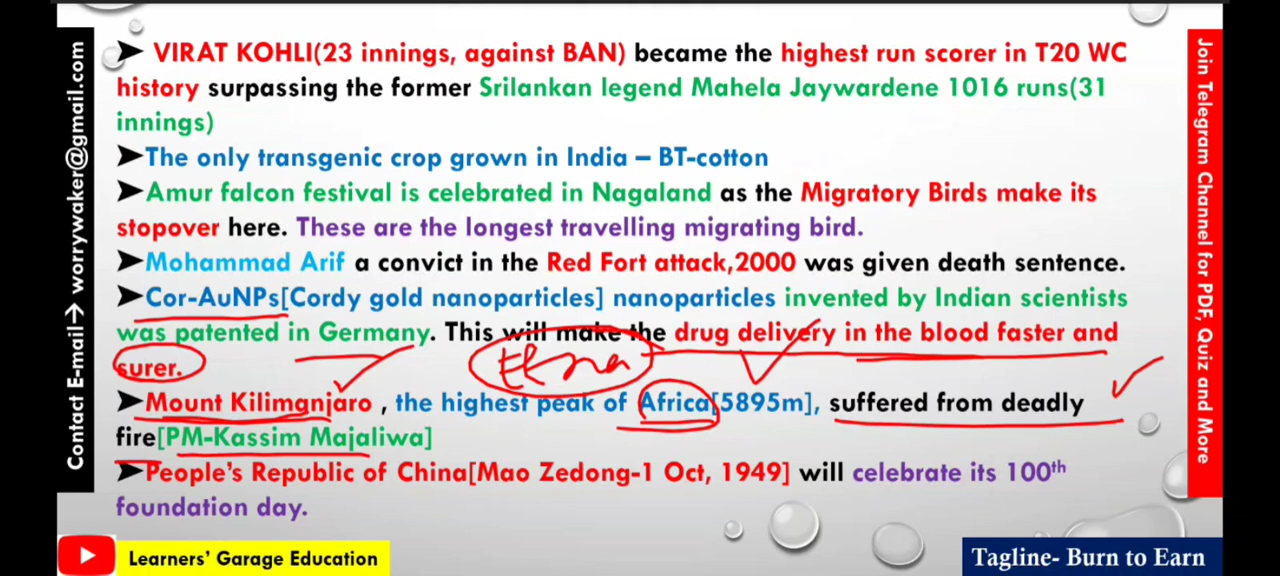 ➤ VIRAT KOHLI(23 innings, against BAN) became the highest run scorer in T20 WC
history surpassing the former Srilankan legend Mahela Jaywardene 1016 runs(31
innings)
➤The only transgenic crop grown in India – BT-cotton
➤Amur falcon festival is celebrated in Nagaland as the Migratory Birds make its
stopover here. These are the longest travelling migrating bird.
➤Mohammad Arif a convict in the Red Fort attack,2000 was given death sentence.
➤Cor-AuNPs[Cordy gold nanoparticles] nanoparticles invented by Indian scientists
was patented in Germany. This will make the drug delivery in the blood faster and
surer.
➤Mount Kilimanjaro , the highest peak of Africa[5895m], suffered from deadly
fire[PM-Kassim Majaliwa]
➤People's Republic of China[Mao Zedong-1 Oct, 1949] will celebrate its 100th
foundation day.
Learners' Garage Education
Tagline- Burn to Earn
Contact E-mail→ worrywaker@gmail.com
Join Telegram Channel for PDF, Quiz and More